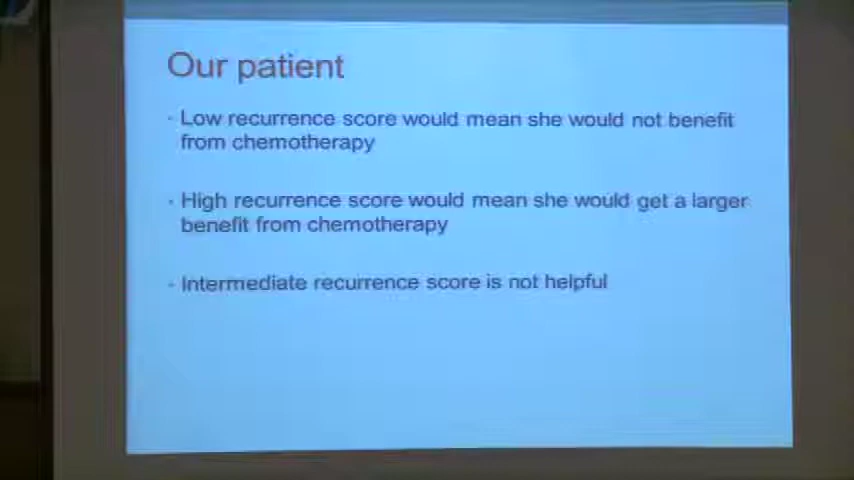 Our patient
· Low recurrence score would mean she would not benefit
from chemotherapy
· High recurrence score would mean she would get a larger
benefit from chemotherapy
· Intermediate recurrence score is not helpful